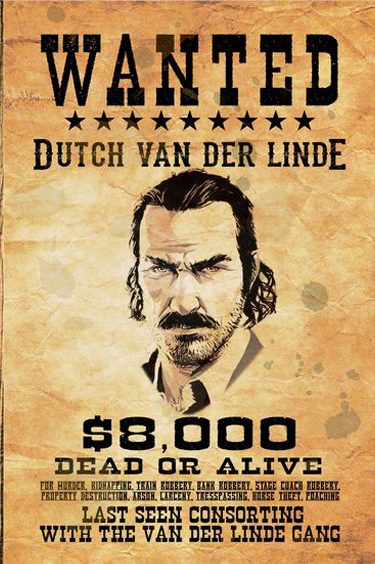 WANTED
DUTCH VAN DER LINDE
$8,000
DEAD OR ALIVE
FOR MURDER, KIDNAPPING, TRAIN ROBBERY, BANK ROBBERY, STAGE COACH ROBBERY,
PROPERTY DESTRUCTION, ARSON, LARCENY, TRESSPASSING, HORSE THEFT, POACHING
LAST SEEN CONSORTING
WITH THE VAN DER LINDE GANG